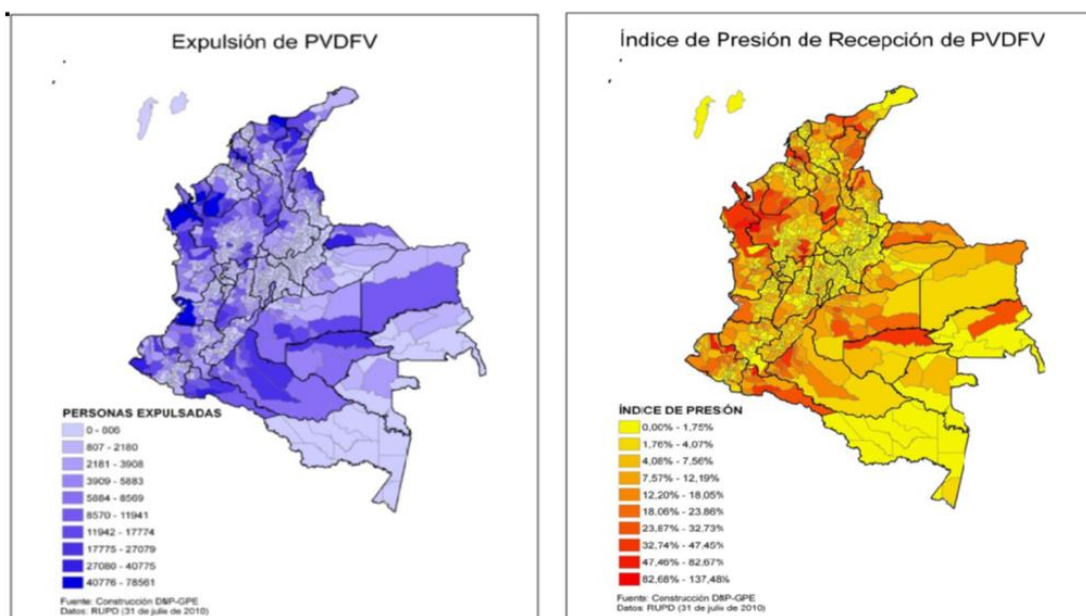 Expulsión de PVDFV
PERSONAS EXPULSADAS
0 - 806
807 - 2180
2181 - 3908
3909 - 5883
5884 - 8569
8570 - 11941
11942 - 17774
17775 - 27079
27080 - 40775
40776 - 78561
Fuente: Construcción DNP-GPE
Datos: RUPD (31 de julio de 2010)
Índice de Presión de Recepción de PVDFV
ÍNDICE DE PRESIÓN
0,00% - 1,75%
1,76% - 4,07%
4,08% - 7,56%
7,57% - 12,19%
12,20% - 18,05%
18,06% - 23,86%
23,87% - 32,73%
32,74% - 47,45%
47,46% - 82,67%
82,68% - 137,48%
Fuente: Construcción DNP-GPE
Datos: RUPD (31 de julio de 2010)